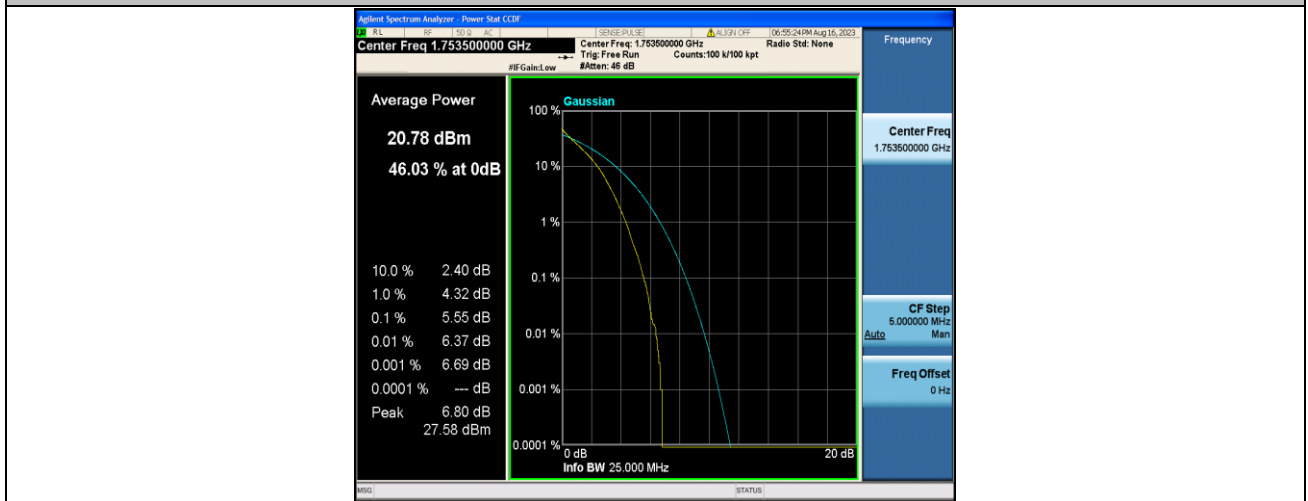 Agilent Spectrum Analyzer - Power Stat CCDF
RL RF 50 Ω AC SENSE:PULSE ALIGN OFF 06:55:24 PM Aug 16, 2023
Center Freq 1.753500000 GHz
Center Freq: 1.753500000 GHz Radio Std: None
Trig: Free Run Counts:100 k/100 kpt
#IFGain:Low #Atten: 46 dB
Frequency
Average Power
20.78 dBm
46.03 % at 0dB
10.0 % 2.40 dB
1.0 % 4.32 dB
0.1 % 5.55 dB
0.01 % 6.37 dB
0.001 % 6.69 dB
0.0001 % --- dB
Peak 6.80 dB
27.58 dBm
Gaussian
100 %
10 %
1 %
0.1 %
0.01 %
0.001 %
0.0001 %
0 dB 20 dB
Info BW 25.000 MHz
Center Freq
1.753500000 GHz
CF Step
5.000000 MHz
Auto Man
Freq Offset
0 Hz
MSG STATUS